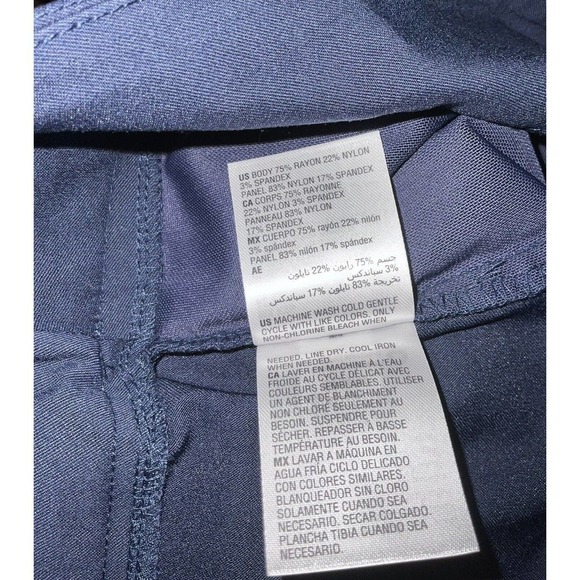 US BODY 75% RAYON 22% NYLON
3% SPANDEX
PANEL 83% NYLON 17% SPANDEX
CA CORPS 75% RAYONNE
22% NYLON 3% SPANDEX
PANNEAU 83% NYLON
17% SPANDEX
MX CUERPO 75% rayón 22% nilón
3% spándex
PANEL 83% nilón 17% spándex
AE
جسم 75% رايون 22% نايلون
3% سباندكس
تخريجة 83% نايلون 17% سباندكس
US MACHINE WASH COLD GENTLE
CYCLE WITH LIKE COLORS. ONLY
NON-CHLORINE BLEACH WHEN
NEEDED. LINE DRY. COOL IRON
WHEN NEEDED.
CA LAVER EN MACHINE À L'EAU
FROIDE AU CYCLE DÉLICAT AVEC
COULEURS SEMBLABLES. UTILISER
UN AGENT DE BLANCHIMENT
NON CHLORÉ SEULEMENT AU
BESOIN. SUSPENDRE POUR
SÉCHER. REPASSER À BASSE
TEMPÉRATURE AU BESOIN.
MX LAVAR A MÁQUINA EN
AGUA FRÍA CICLO DELICADO
CON COLORES SIMILARES.
BLANQUEADOR SIN CLORO
SOLAMENTE CUANDO SEA
NECESARIO. SECAR COLGADO.
PLANCHA TIBIA CUANDO SEA
NECESARIO.